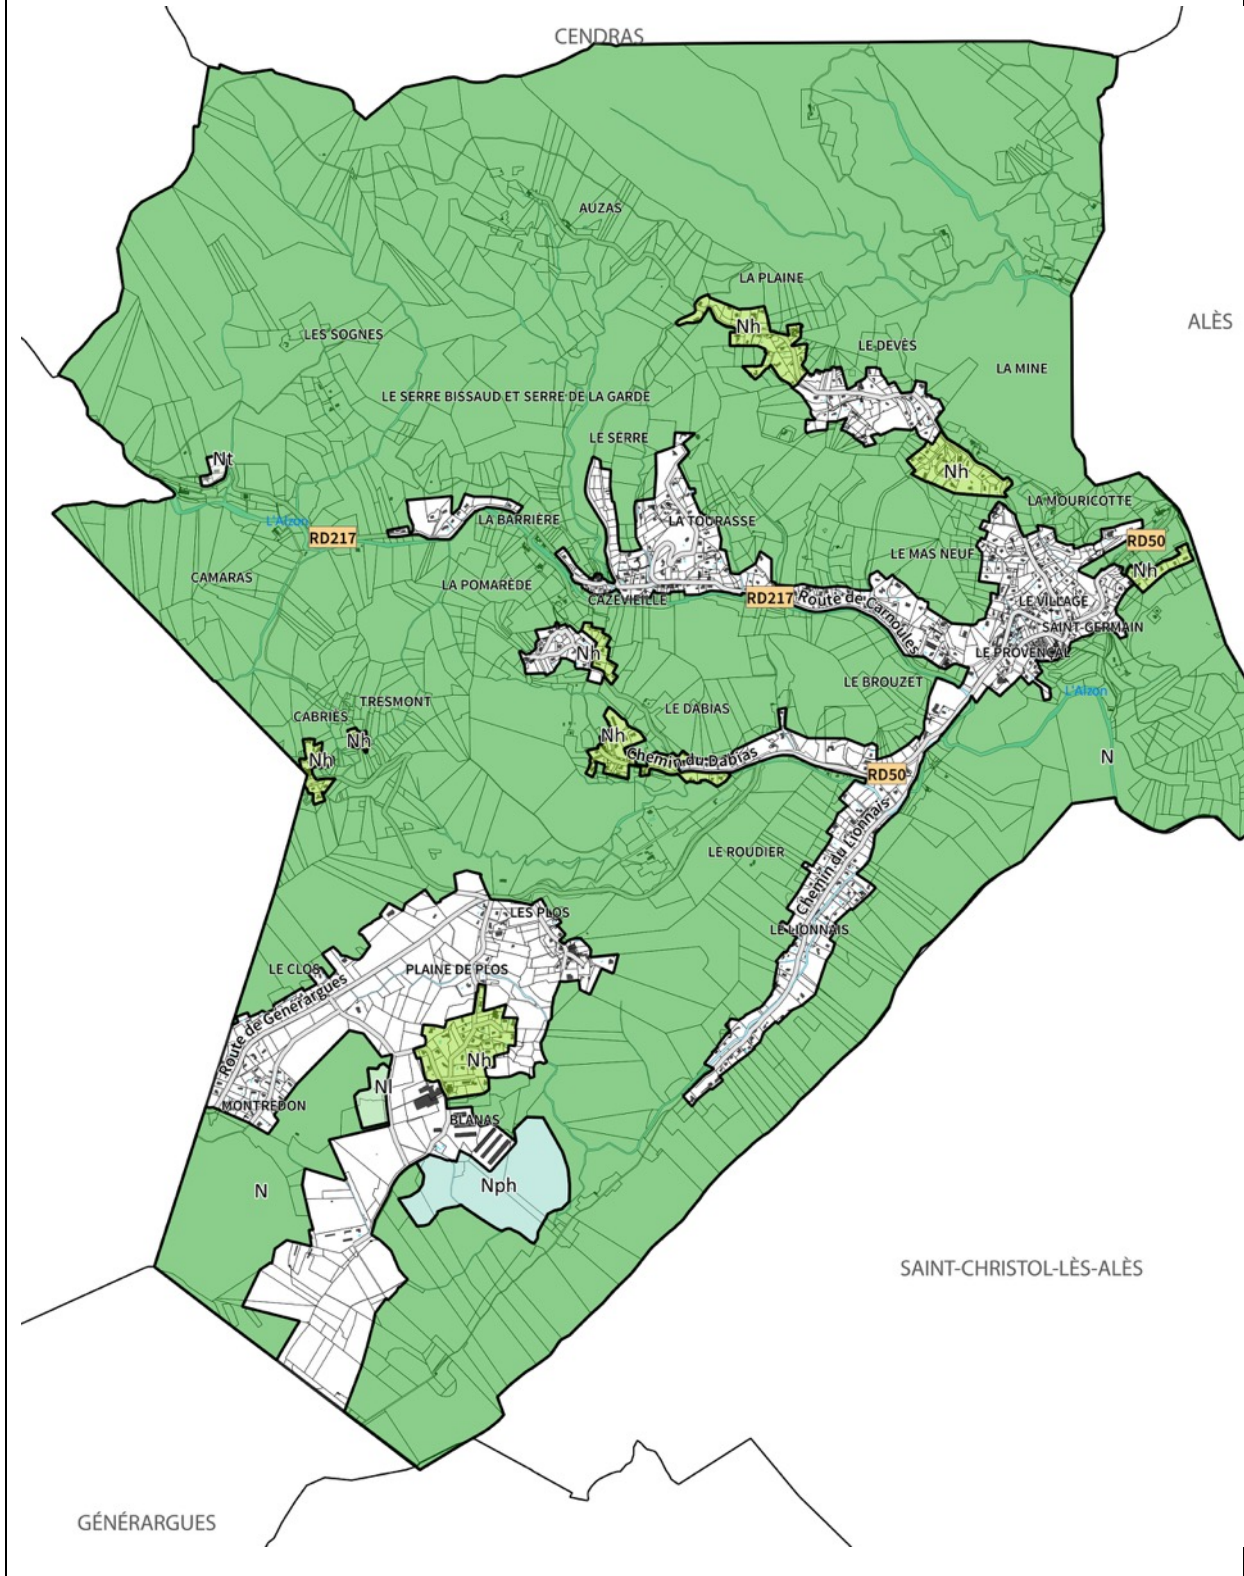 CENDRAS
AUZAS
LA PLAINE
ALÈS
LES SOGNES
Nh
LE DEVÈS
LA MINE
LE SERRE BISSAUD ET SERRE DE LA GARDE
LE SERRE
Nt
Nh
LA MOURICOTTE
L'Alzon
RD217
LA BARRIÈRE
LA TOURASSE
RD50
LE MAS NEUF
Nh
CAMARAS
LA POMARÈDE
CAZEVIEILLE
RD217
Route de Carnoules
LE VILLAGE
SAINT-GERMAIN
LE PROVENÇAL
Nh
LE BROUZET
L'Alzon
TRESMONT
CABRIÈS
LE DABIAS
Nh
Nh
Nh
Chemin du Dabias
RD50
N
Chemin du Lionnais
LE ROUDIER
LES PLOS
LE LIONNAIS
LE CLOS
PLAINE DE PLOS
Route de Générargues
Nh
Nl
MONTREDON
BLANAS
N
Nph
SAINT-CHRISTOL-LÈS-ALÈS
GÉNÉRARGUES